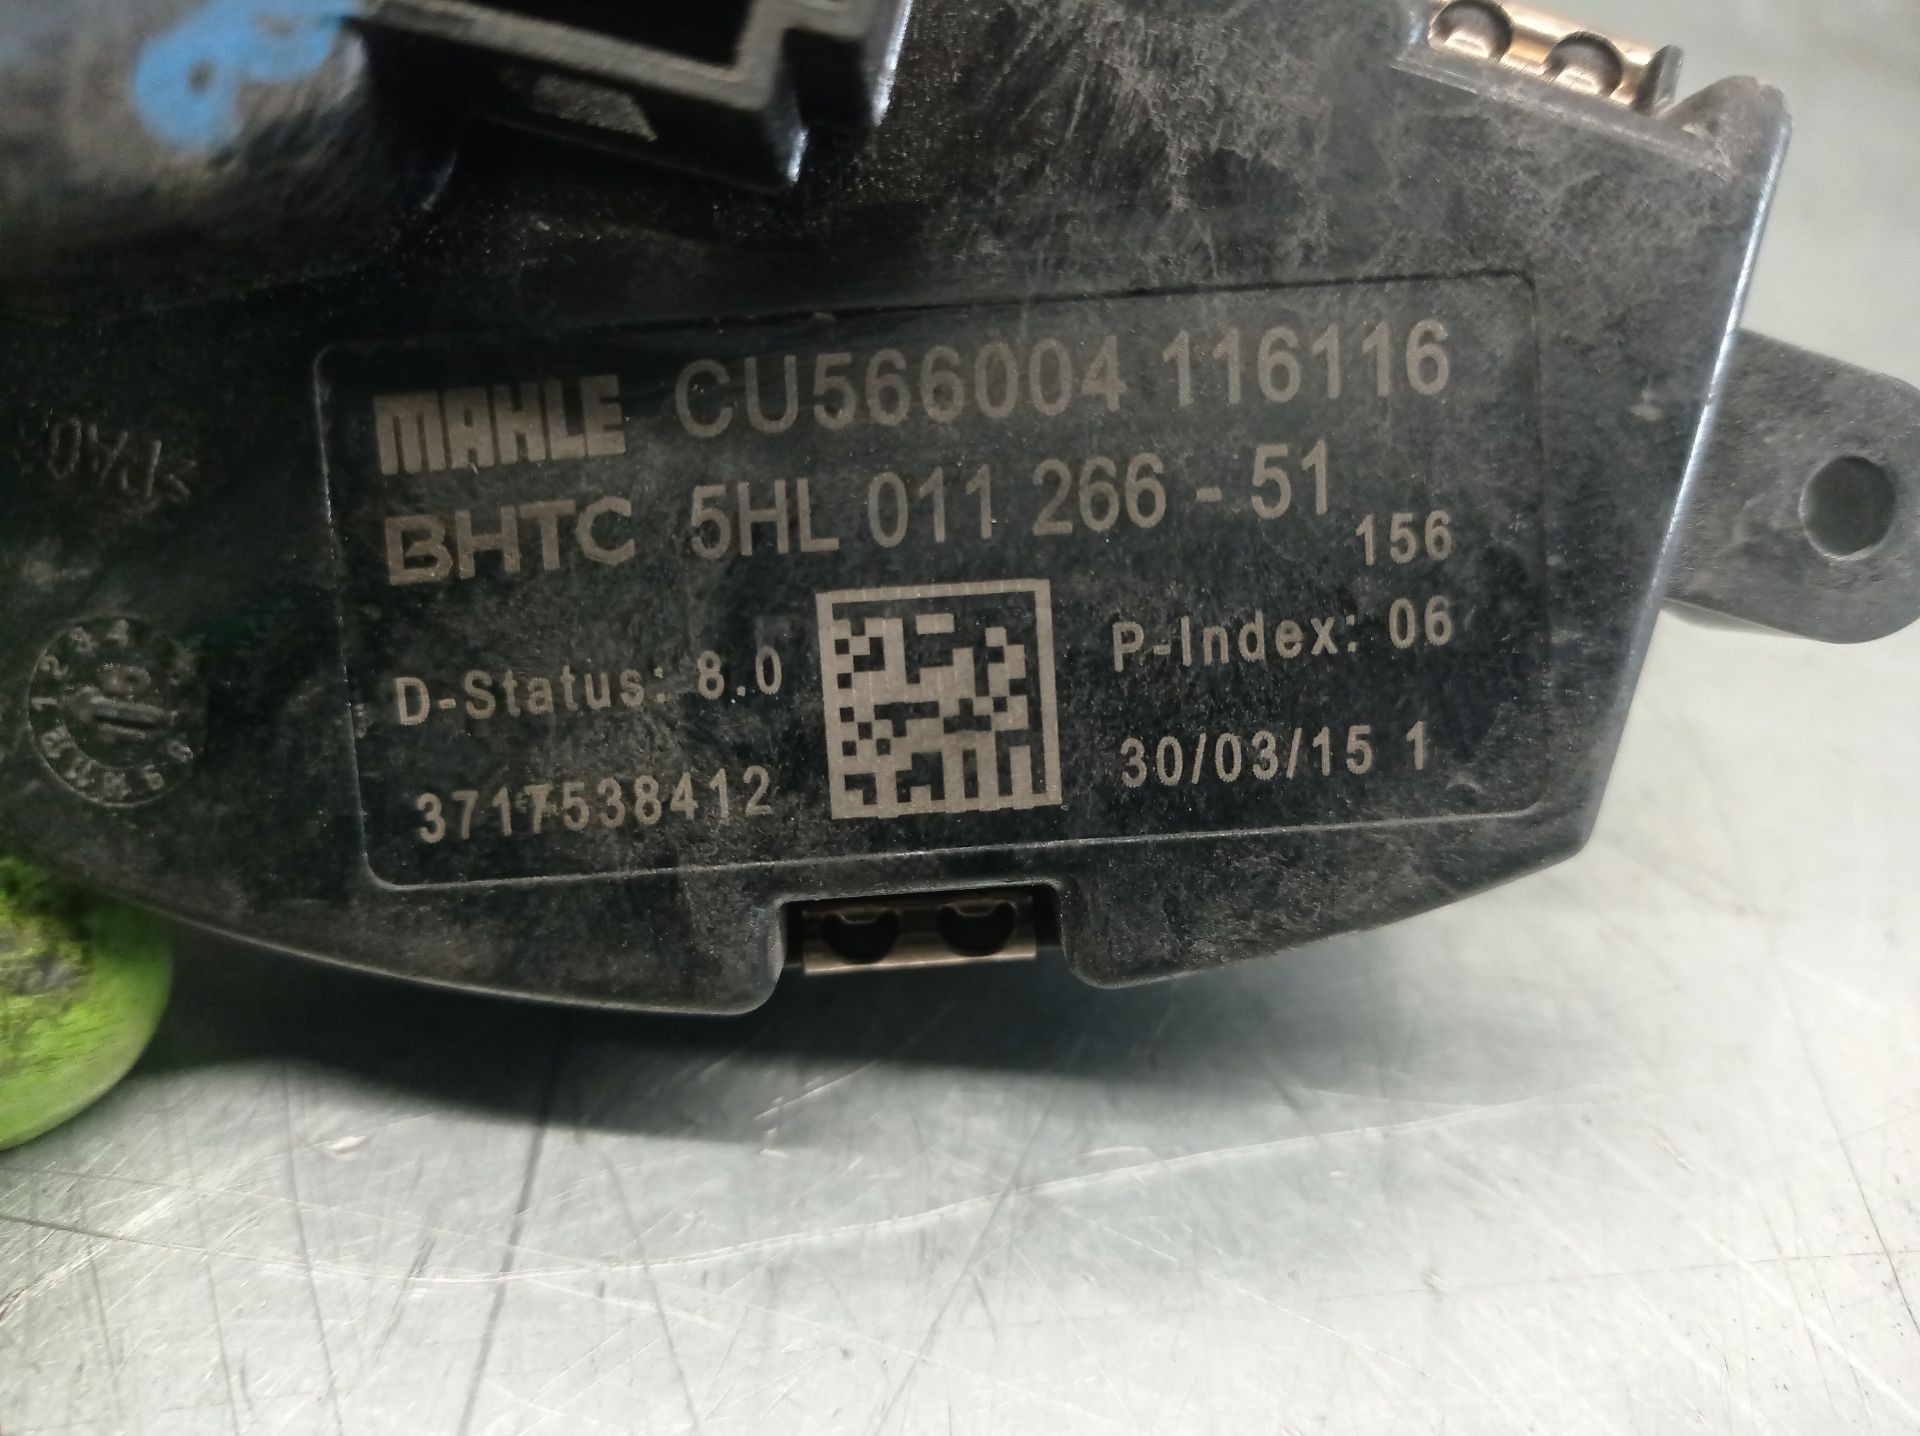 MAHLE CU566004 116116
BHTC 5HL 011 266 - 51
156
D-Status: 8.0
P-Index: 06
3717538412
30/03/15 1